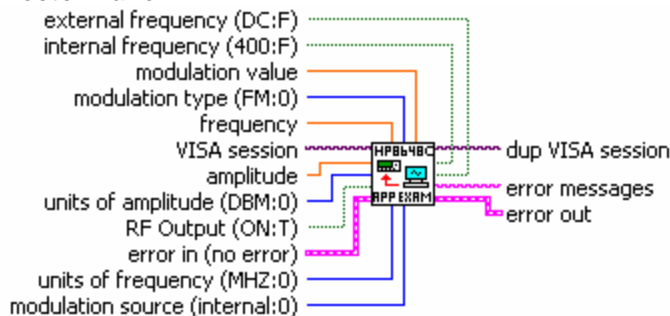 external frequency (DC:F)
internal frequency (400:F)
modulation value
modulation type (FM:0)
frequency
VISA session
amplitude
units of amplitude (DBM:0)
RF Output (ON:T)
error in (no error)
units of frequency (MHZ:0)
modulation source (internal:0)
HP8648C
APP EXAM
dup VISA session
error messages
error out